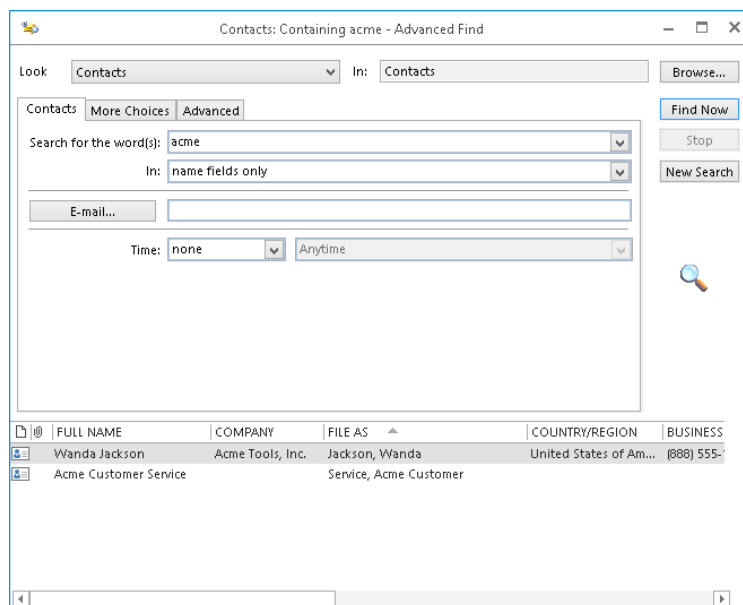 Contacts: Containing acme - Advanced Find
Look Contacts In: Contacts Browse...
Contacts More Choices Advanced Find Now
Search for the word(s): acme Stop
In: name fields only New Search
E-mail...
Time: none Anytime
FULL NAME COMPANY FILE AS COUNTRY/REGION BUSINESS
Wanda Jackson Acme Tools, Inc. Jackson, Wanda United States of Am... (888) 555-
Acme Customer Service Service, Acme Customer